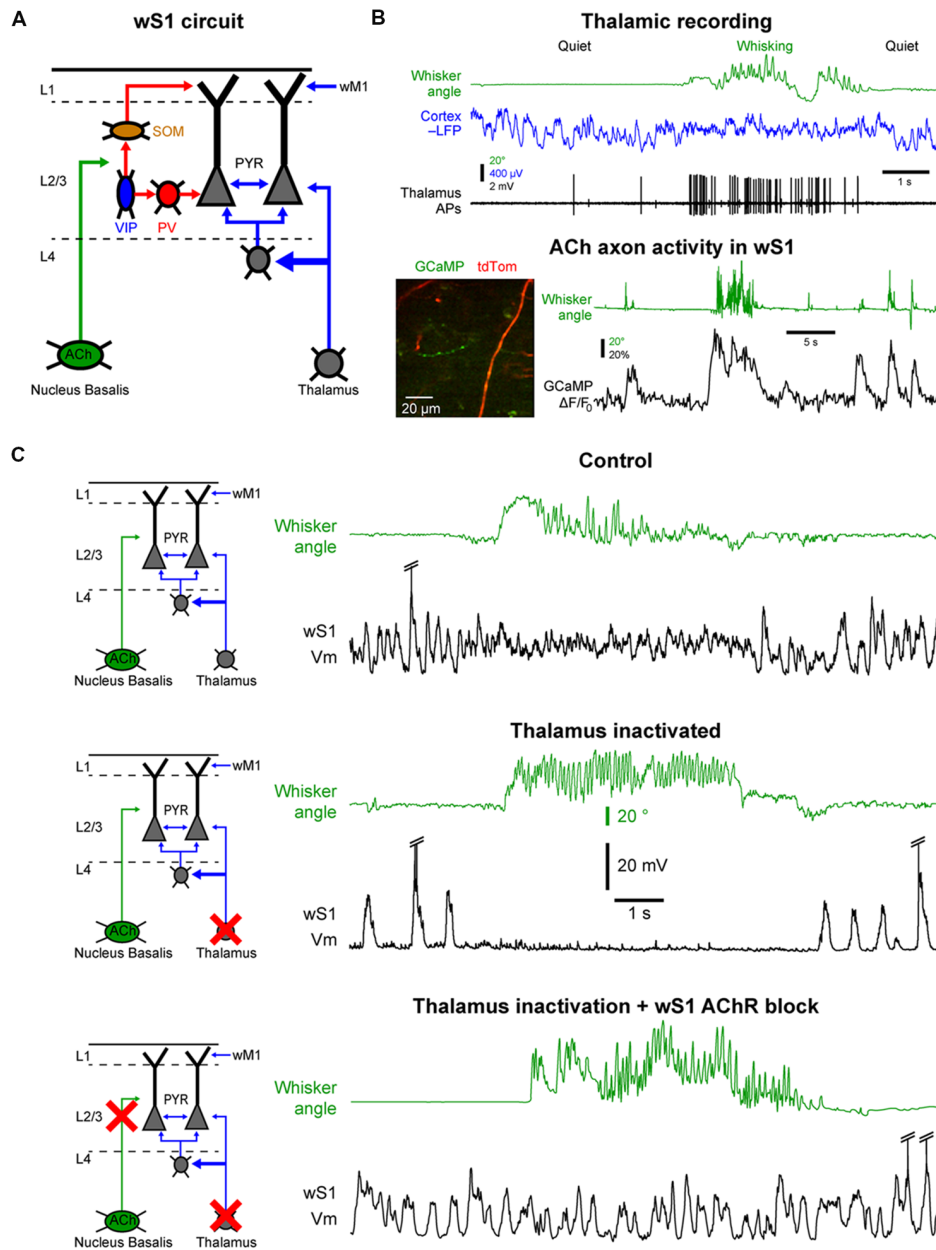 A
wS1 circuit
L1
wM1
SOM
L2/3
PYR
VIP
PV
L4
ACh
Nucleus Basalis
Thalamus
B
Thalamic recording
Quiet
Whisking
Quiet
Whisker
angle
Cortex
–LFP
20°
400 µV
2 mV
1 s
Thalamus
APs
ACh axon activity in wS1
GCaMP
tdTom
20 µm
Whisker
angle
5 s
20°
20%
GCaMP
ΔF/F0
C
Control
L1
wM1
PYR
L2/3
L4
ACh
Nucleus Basalis
Thalamus
Whisker
angle
wS1
Vm
Thalamus inactivated
L1
wM1
PYR
L2/3
L4
ACh
Nucleus Basalis
Thalamus
Whisker
angle
20 °
20 mV
1 s
wS1
Vm
Thalamus inactivation + wS1 AChR block
L1
wM1
PYR
L2/3
L4
ACh
Nucleus Basalis
Thalamus
Whisker
angle
wS1
Vm